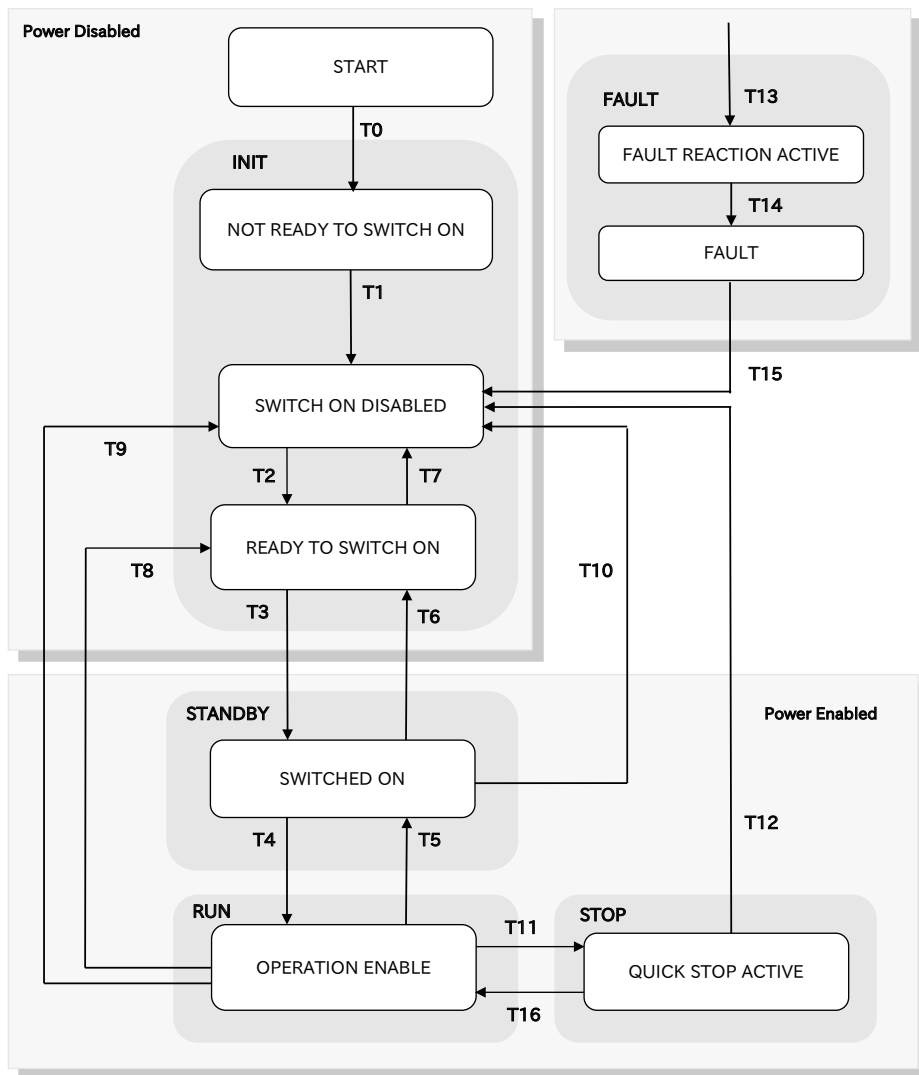 Power Disabled
START
T0
INIT
NOT READY TO SWITCH ON
T1
SWITCH ON DISABLED
T9
T2
T7
READY TO SWITCH ON
T8
T10
T3
T6
T13
FAULT
FAULT REACTION ACTIVE
T14
FAULT
T15
Power Enabled
STANDBY
SWITCHED ON
T4
T5
T12
RUN
OPERATION ENABLE
T11
T16
STOP
QUICK STOP ACTIVE